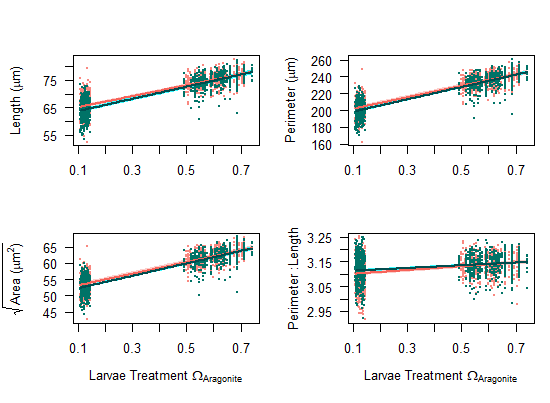 Length (μm)
75
65
55
0.1 0.3 0.5 0.7
Perimeter (μm)
260
240
220
200
180
160
0.1 0.3 0.5 0.7
√Area (μm²)
65
60
55
50
45
0.1 0.3 0.5 0.7
Larvae Treatment Ω_Aragonite
Perimeter :Length
3.25
3.15
3.05
2.95
0.1 0.3 0.5 0.7
Larvae Treatment Ω_Aragonite